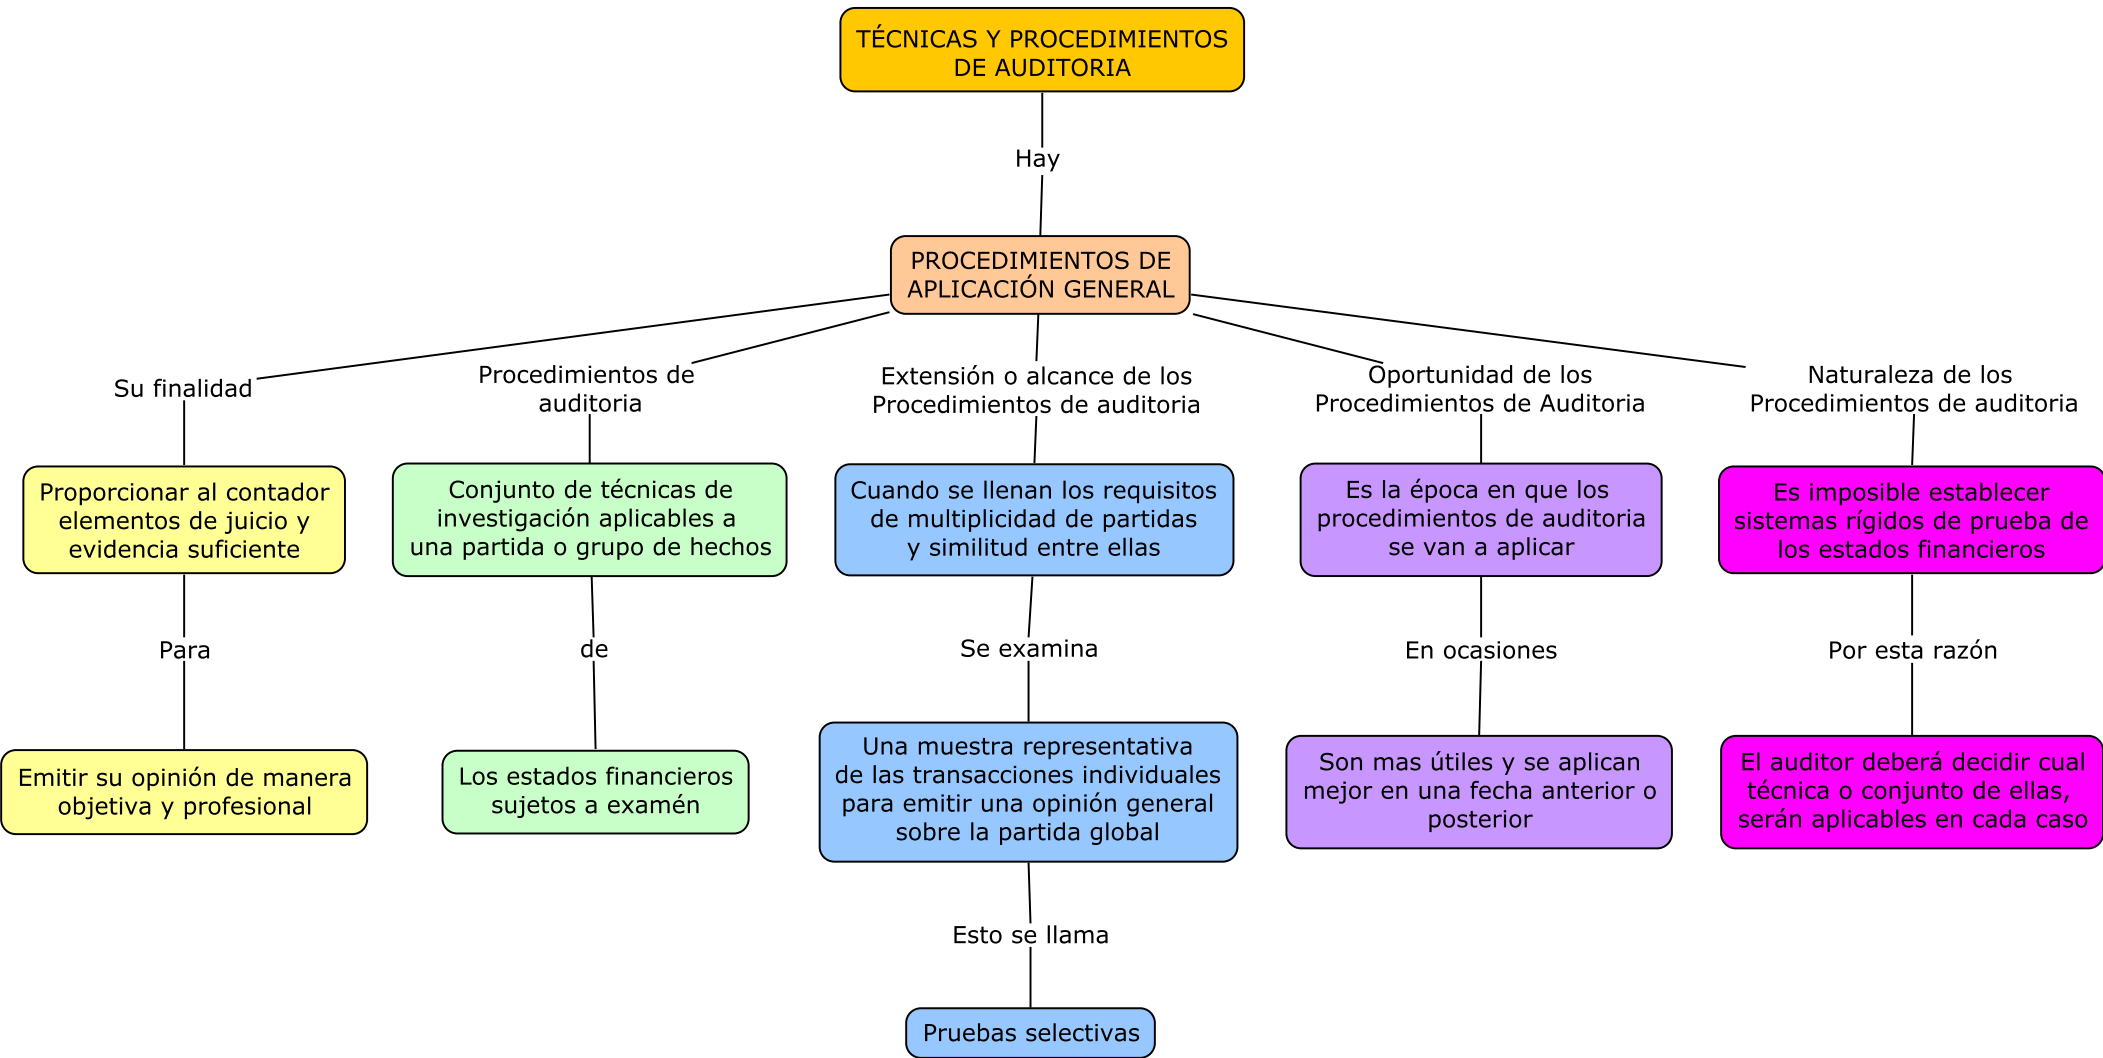 TÉCNICAS Y PROCEDIMIENTOS
DE AUDITORIA
Hay
PROCEDIMIENTOS DE
APLICACIÓN GENERAL
Su finalidad
Proporcionar al contador
elementos de juicio y
evidencia suficiente
Para
Emitir su opinión de manera
objetiva y profesional
Procedimientos de
auditoria
Conjunto de técnicas de
investigación aplicables a
una partida o grupo de hechos
de
Los estados financieros
sujetos a examén
Extensión o alcance de los
Procedimientos de auditoria
Cuando se llenan los requisitos
de multiplicidad de partidas
y similitud entre ellas
Se examina
Una muestra representativa
de las transacciones individuales
para emitir una opinión general
sobre la partida global
Esto se llama
Pruebas selectivas
Oportunidad de los
Procedimientos de Auditoria
Es la época en que los
procedimientos de auditoria
se van a aplicar
En ocasiones
Son mas útiles y se aplican
mejor en una fecha anterior o
posterior
Naturaleza de los
Procedimientos de auditoria
Es imposible establecer
sistemas rígidos de prueba de
los estados financieros
Por esta razón
El auditor deberá decidir cual
técnica o conjunto de ellas,
serán aplicables en cada caso